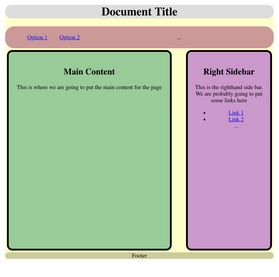 Document Title
Option 1 Option 2 ...
Main Content
This is where we are going to put the main content for the page
Right Sidebar
This is the righthand side bar.
We are probably going to put
some links here
Link 1
Link 2
...
Footer